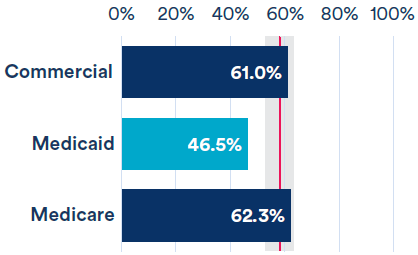 0% 20% 40% 60% 80% 100%
Commercial 61.0%
Medicaid 46.5%
Medicare 62.3%